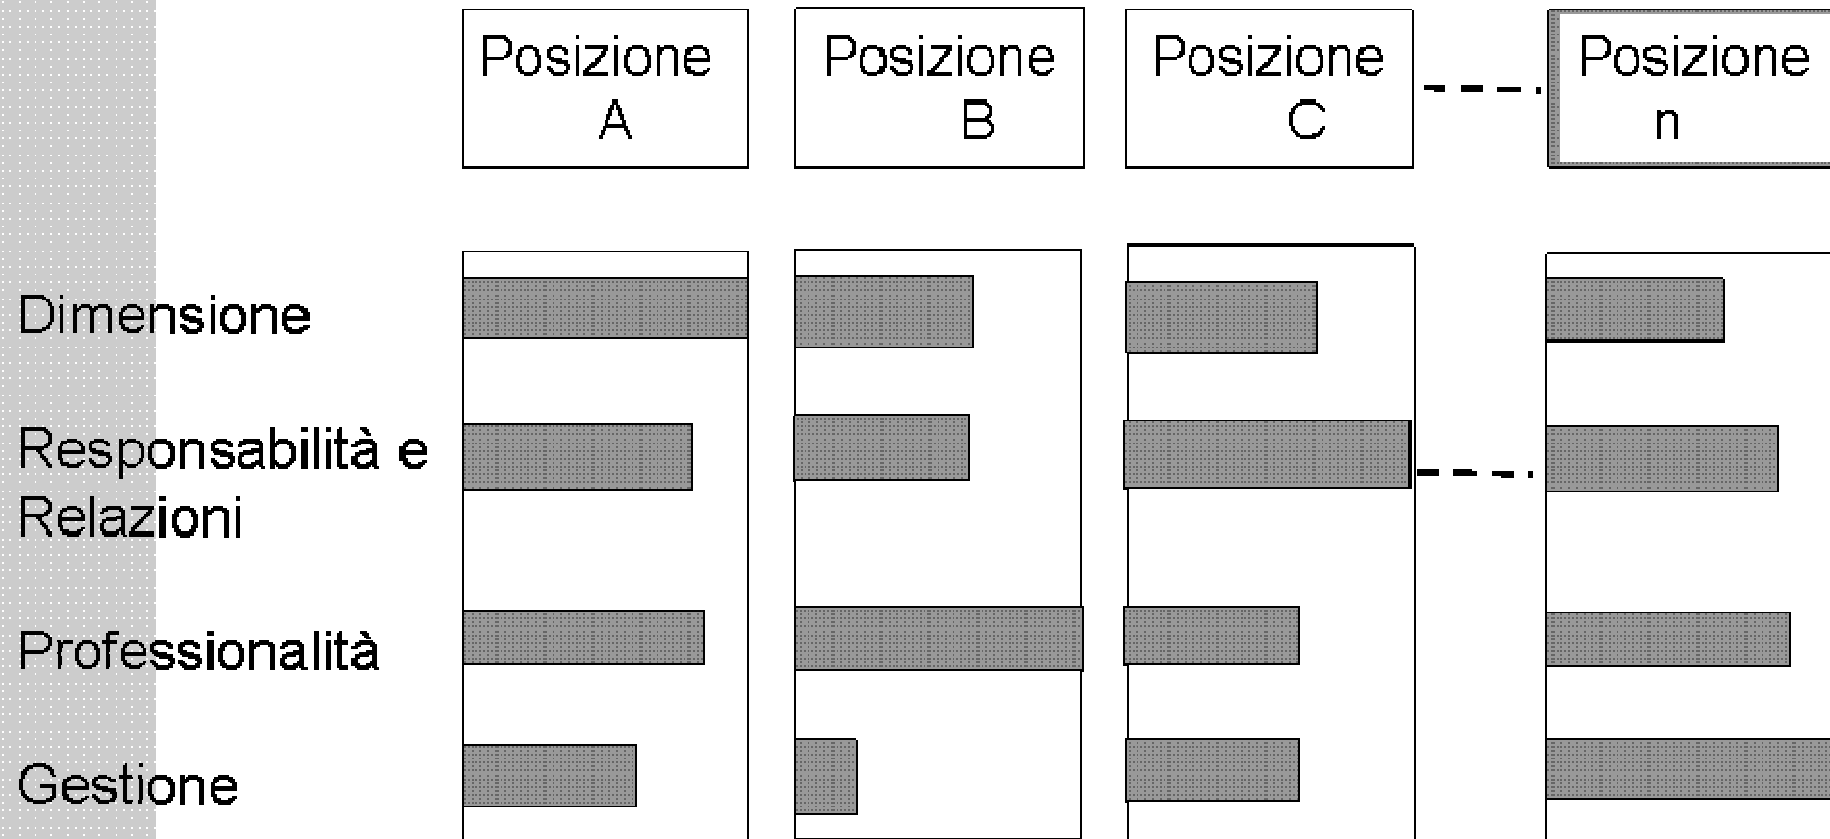 Posizione
A
Posizione
B
Posizione
C
Posizione
n
Dimensione
Responsabilità e
Relazioni
Professionalità
Gestione